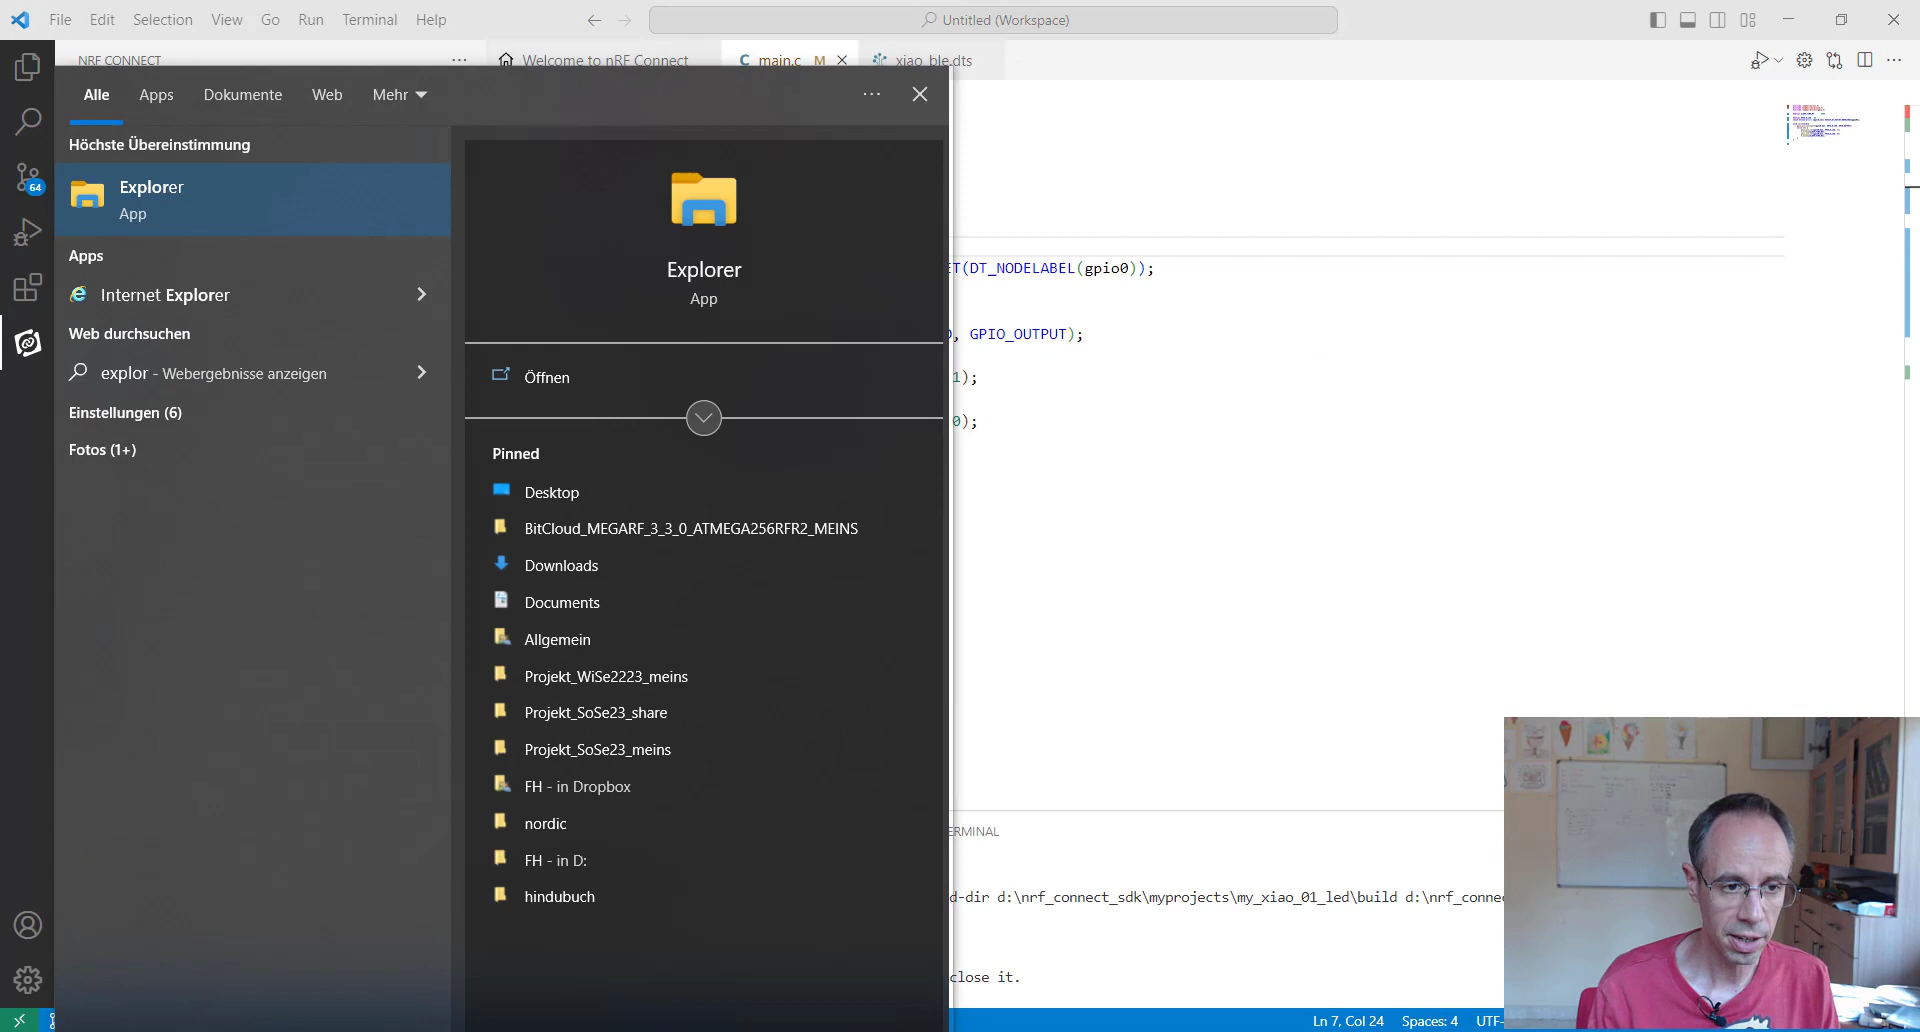 File Edit Selection View Go Run Terminal Help
Untitled (Workspace)
NRF CONNECT
Welcome to nRF Connect
C main.c M
xiao_ble.dts
Alle Apps Dokumente Web Mehr
Höchste Übereinstimmung
Explorer
App
Apps
Internet Explorer
Web durchsuchen
explor - Webergebnisse anzeigen
Einstellungen (6)
Fotos (1+)
64
Explorer
App
Öffnen
Pinned
Desktop
BitCloud_MEGARF_3_3_0_ATMEGA256RFR2_MEINS
Downloads
Documents
Allgemein
Projekt_WiSe2223_meins
Projekt_SoSe23_share
Projekt_SoSe23_meins
FH - in Dropbox
nordic
FH - in D:
hindubuch
ET(DT_NODELABEL(gpio0));
, GPIO_OUTPUT);
1);
0);
ERMINAL
d-dir d:\nrf_connect_sdk\myprojects\my_xiao_01_led\build d:\nrf_conne
close it.
Ln 7, Col 24 Spaces: 4 UTF-